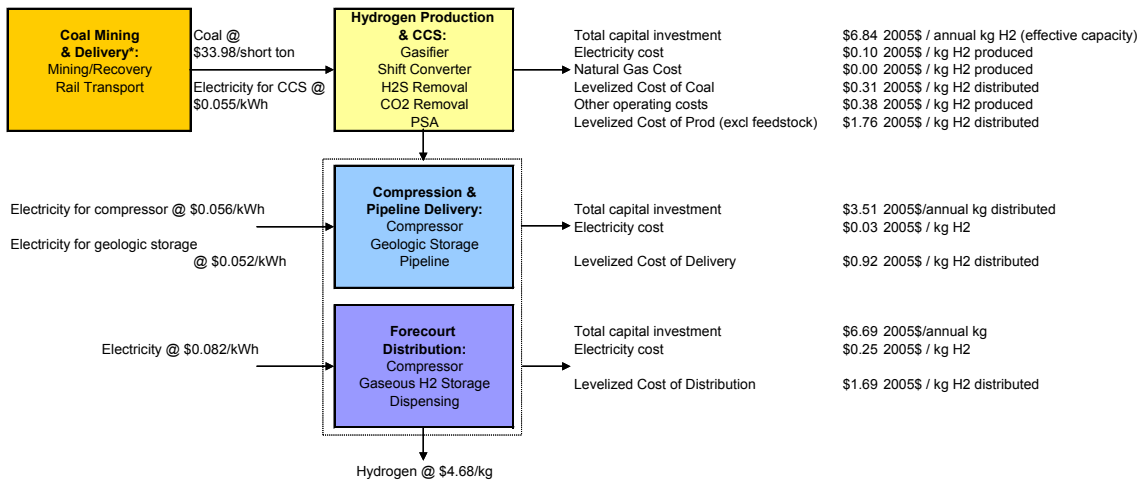 Coal Mining
& Delivery*:
Mining/Recovery
Rail Transport
Coal @
$33.98/short ton
Electricity for CCS @
$0.055/kWh
Hydrogen Production
& CCS:
Gasifier
Shift Converter
H2S Removal
CO2 Removal
PSA
Total capital investment $6.84 2005$ / annual kg H2 (effective capacity)
Electricity cost $0.10 2005$ / kg H2 produced
Natural Gas Cost $0.00 2005$ / kg H2 produced
Levelized Cost of Coal $0.31 2005$ / kg H2 distributed
Other operating costs $0.38 2005$ / kg H2 produced
Levelized Cost of Prod (excl feedstock) $1.76 2005$ / kg H2 distributed
Electricity for compressor @ $0.056/kWh
Electricity for geologic storage
@ $0.052/kWh
Compression &
Pipeline Delivery:
Compressor
Geologic Storage
Pipeline
Total capital investment $3.51 2005$/annual kg distributed
Electricity cost $0.03 2005$ / kg H2
Levelized Cost of Delivery $0.92 2005$ / kg H2 distributed
Electricity @ $0.082/kWh
Forecourt
Distribution:
Compressor
Gaseous H2 Storage
Dispensing
Total capital investment $6.69 2005$/annual kg
Electricity cost $0.25 2005$ / kg H2
Levelized Cost of Distribution $1.69 2005$ / kg H2 distributed
Hydrogen @ $4.68/kg